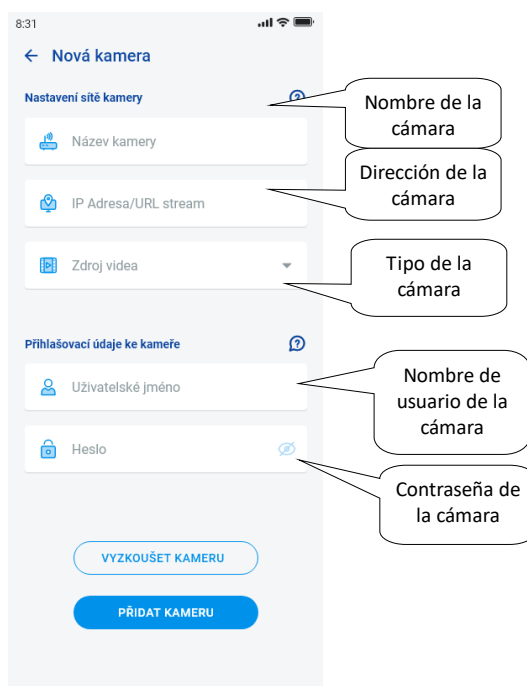 8:31
Nová kamera
Nastavení sítě kamery
Nombre de la
cámara
Název kamery
Dirección de la
cámara
IP Adresa/URL stream
Zdroj videa
Tipo de la
cámara
Přihlašovací údaje ke kameře
Uživatelské jméno
Nombre de
usuario de la
cámara
Heslo
Contraseña de
la cámara
VYZKOUŠET KAMERU
PŘIDAT KAMERU